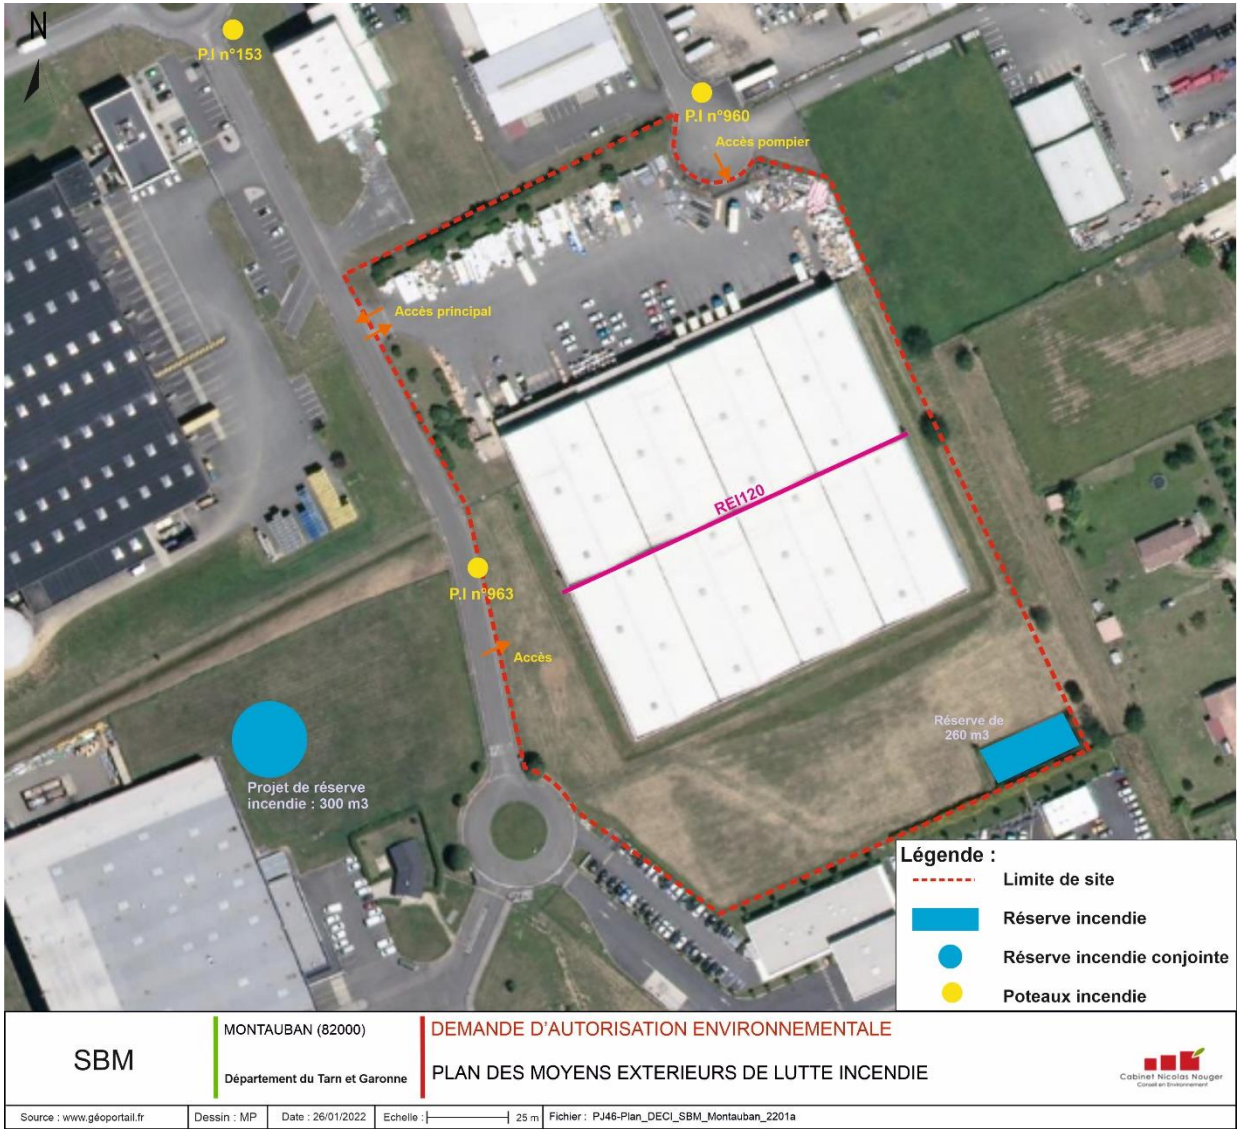 N
P.I n°153
P.I n°960
Accès pompier
Accès principal
REI120
P.I n°963
Accès
Réserve de
260 m3
Projet de réserve
incendie : 300 m3
Légende :
Limite de site
Réserve incendie
Réserve incendie conjointe
Poteaux incendie
SBM
MONTAUBAN (82000)
Département du Tarn et Garonne
DEMANDE D'AUTORISATION ENVIRONNEMENTALE
PLAN DES MOYENS EXTERIEURS DE LUTTE INCENDIE
Cabinet Nicolas Nouger
Conseil en Environnement
Source : www.géoportail.fr
Dessin : MP
Date : 26/01/2022
Echelle : 25 m
Fichier : PJ46-Plan_DECI_SBM_Montauban_2201a